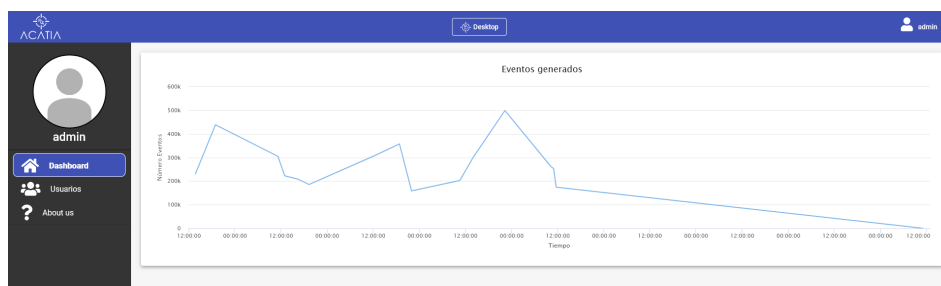 ACATIA
Desktop
admin
admin
Dashboard
Usuarios
About us
Eventos generados
600k
500k
400k
300k
200k
100k
0
Número Eventos
12:00:00 00:00:00 12:00:00 00:00:00 12:00:00 00:00:00 12:00:00 00:00:00 12:00:00 00:00:00 12:00:00 00:00:00 12:00:00 00:00:00 12:00:00 00:00:00 12:00:00
Tiempo